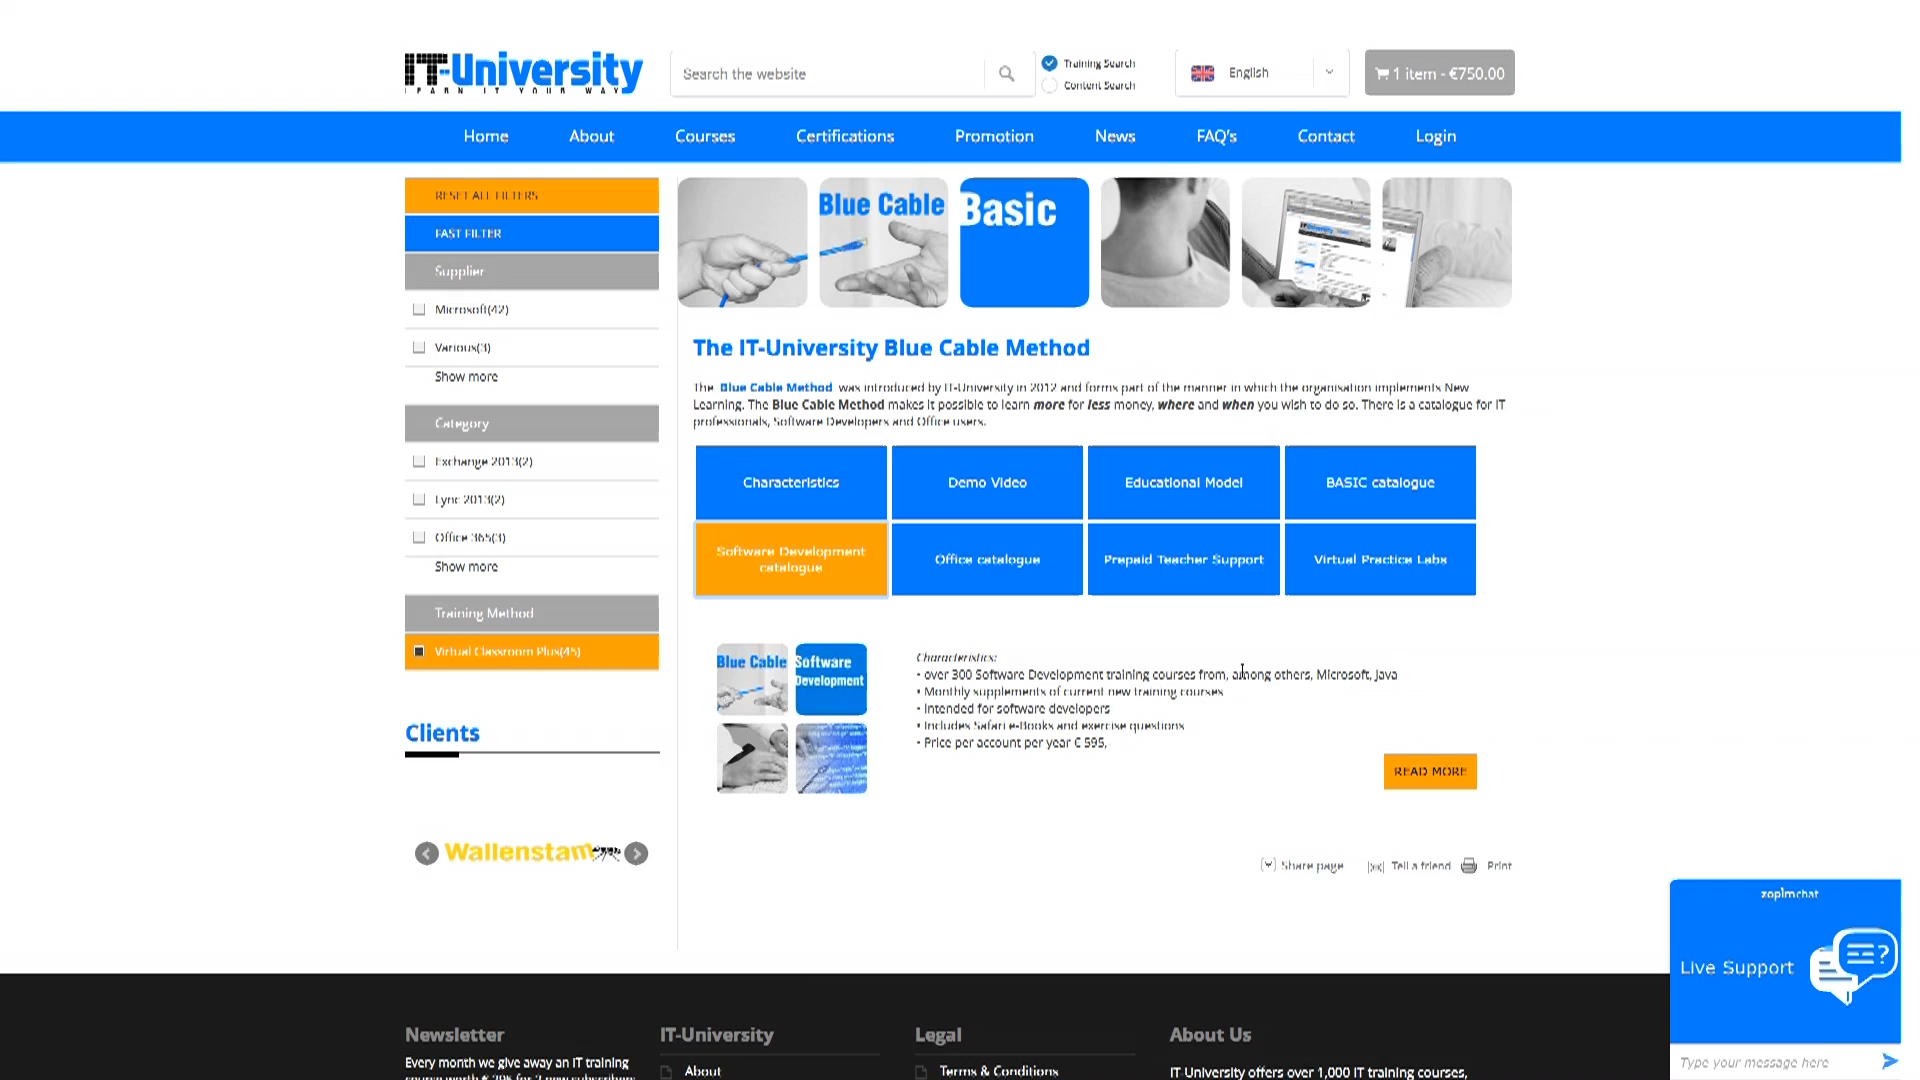 IT-University
LEARN IT YOUR WAY
Search the website
Training Search
Content Search
English
1 item - €750.00
Home
About
Courses
Certifications
Promotion
News
FAQ's
Contact
Login
RESET ALL FILTERS
FAST FILTER
Supplier
Microsoft(42)
Various(3)
Show more
Category
Exchange 2013(2)
Lync 2013(2)
Office 365(3)
Show more
Training Method
Virtual Classroom Plus(45)
Clients
Wallenstam
Blue Cable
Basic
The IT-University Blue Cable Method
The Blue Cable Method was introduced by IT-University in 2012 and forms part of the manner in which the organisation implements New
Learning. The Blue Cable Method makes it possible to learn more for less money, where and when you wish to do so. There is a catalogue for IT
professionals, Software Developers and Office users.
Characteristics
Demo Video
Educational Model
BASIC catalogue
Software Development
catalogue
Office catalogue
Prepaid Teacher Support
Virtual Practice Labs
Blue Cable
Software
Development
Characteristics:
• over 300 Software Development training courses from, among others, Microsoft, Java
• Monthly supplements of current new training courses
• Intended for software developers
• Includes Safari e-Books and exercise questions
• Price per account per year € 595,
READ MORE
Share page
Tell a friend
Print
Live Support
Type your message here
Newsletter
Every month we give away an IT training
IT-University
About
Legal
Terms & Conditions
About Us
IT-University offers over 1,000 IT training courses,